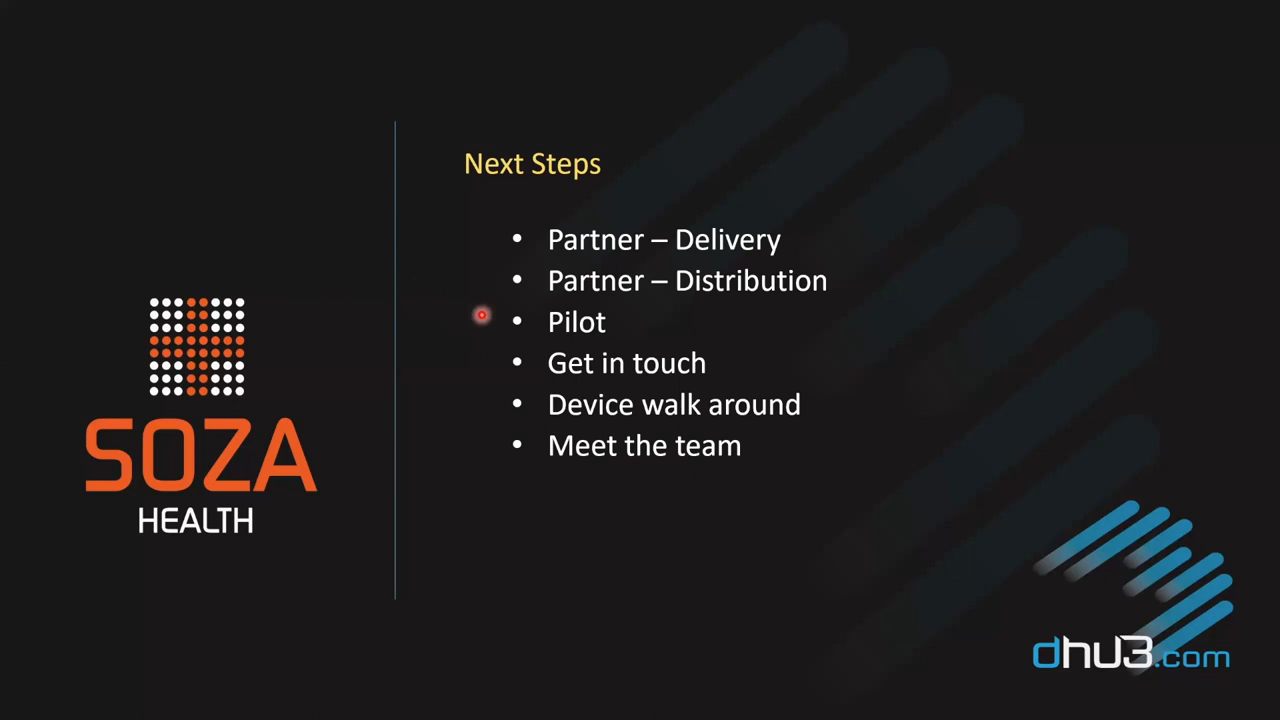 Next Steps
• Partner – Delivery
• Partner – Distribution
• Pilot
• Get in touch
• Device walk around
• Meet the team
SOZA
HEALTH
dhu3.com